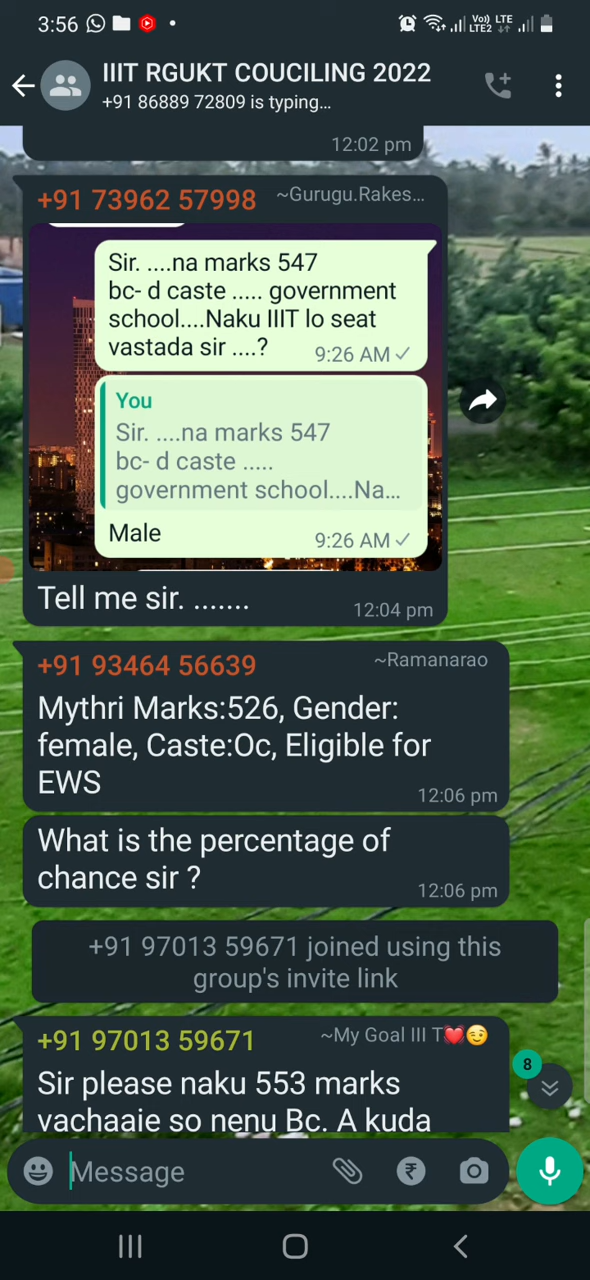 3:56
Vo)) LTE
LTE2
IIIT RGUKT COUCILING 2022
+91 86889 72809 is typing...
12:02 pm
+91 73962 57998 ~Gurugu.Rakes...
Sir. ....na marks 547
bc- d caste ..... government
school....Naku IIIT lo seat
vastada sir ....?
9:26 AM
You
Sir. ....na marks 547
bc- d caste .....
government school....Na...
Male
9:26 AM
Tell me sir. .......
12:04 pm
+91 93464 56639 ~Ramanarao
Mythri Marks:526, Gender:
female, Caste:Oc, Eligible for
EWS
12:06 pm
What is the percentage of
chance sir ?
12:06 pm
+91 97013 59671 joined using this
group's invite link
+91 97013 59671 ~My Goal III T❤️😉
8
Sir please naku 553 marks
vachaaie so nenu Bc. A kuda
Message